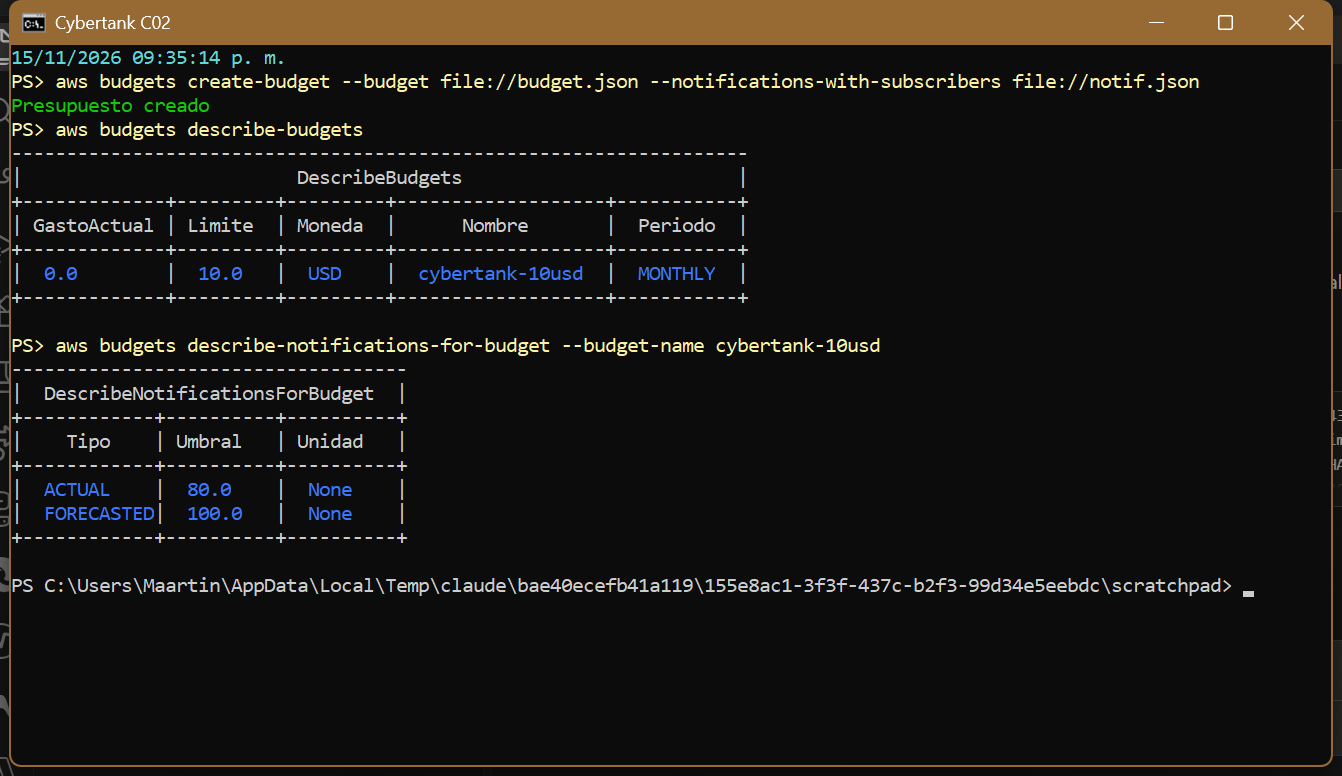 Cybertank C02
15/11/2026 09:35:14 p. m.
PS> aws budgets create-budget --budget file://budget.json --notifications-with-subscribers file://notif.json
Presupuesto creado
PS> aws budgets describe-budgets
-------------------------------------------------------------------
|                         DescribeBudgets                         |
+-------------+---------+---------+-------------------+-----------+
| GastoActual | Limite  | Moneda  |      Nombre       |  Periodo  |
+-------------+---------+---------+-------------------+-----------+
|  0.0        |  10.0   |  USD    |  cybertank-10usd  |  MONTHLY  |
+-------------+---------+---------+-------------------+-----------+
PS> aws budgets describe-notifications-for-budget --budget-name cybertank-10usd
------------------------------------
|  DescribeNotificationsForBudget  |
+------------+----------+----------+
|    Tipo    | Umbral   | Unidad   |
+------------+----------+----------+
|  ACTUAL    |  80.0    |  None    |
|  FORECASTED|  100.0   |  None    |
+------------+----------+----------+
PS C:\Users\Maartin\AppData\Local\Temp\claude\bae40ecefb41a119\155e8ac1-3f3f-437c-b2f3-99d34e5eebdc\scratchpad>